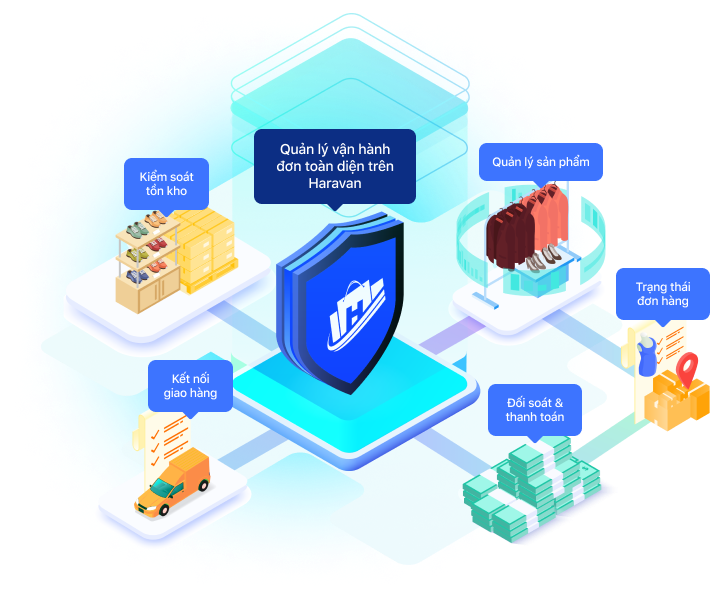 Quản lý vận hành
đơn toàn diện trên
Haravan
Kiểm soát
tồn kho
Quản lý sản phẩm
Trạng thái
đơn hàng
Kết nối
giao hàng
Đối soát &
thanh toán